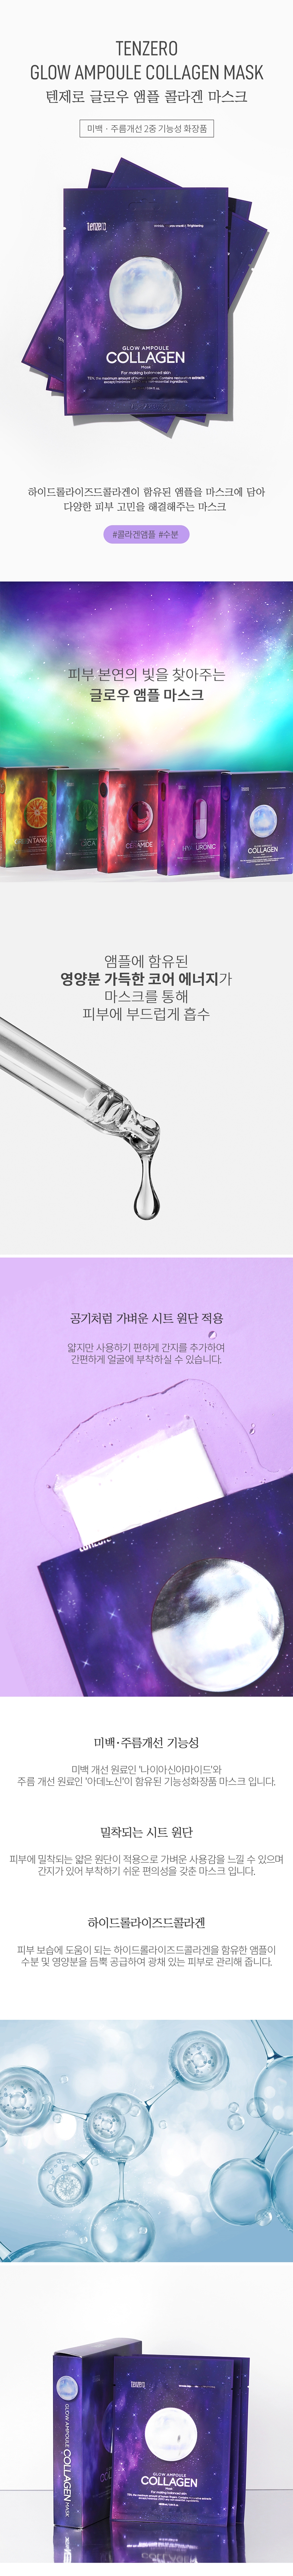 TENZERO
GLOW AMPOULE COLLAGEN MASK
텐제로 글로우 앰플 콜라겐 마스크
미백 · 주름개선 2중 기능성 화장품
tenzero
GLOW AMPOULE
COLLAGEN
Mask
For making balanced skin
하이드롤라이즈드콜라겐이 함유된 앰플을 마스크에 담아
다양한 피부 고민을 해결해주는 마스크
#콜라겐앰플 #수분
피부 본연의 빛을 찾아주는
글로우 앰플 마스크
CICA
CERAMIDE
COLLAGEN
앰플에 함유된
영양분 가득한 코어 에너지가
마스크를 통해
피부에 부드럽게 흡수
공기처럼 가벼운 시트 원단 적용
얇지만 사용하기 편하게 간지를 추가하여
간편하게 얼굴에 부착하실 수 있습니다.
tenzero
미백·주름개선 기능성
미백 개선 원료인 '나이아신아마이드'와
주름 개선 원료인 '아데노신'이 함유된 기능성화장품 마스크 입니다.
밀착되는 시트 원단
피부에 밀착되는 얇은 원단이 적용으로 가벼운 사용감을 느낄 수 있으며
간지가 있어 부착하기 쉬운 편의성을 갖춘 마스크 입니다.
하이드롤라이즈드콜라겐
피부 보습에 도움이 되는 하이드롤라이즈드콜라겐을 함유한 앰플이
수분 및 영양분을 듬뿍 공급하여 광채 있는 피부로 관리해 줍니다.
GLOW AMPOULE COLLAGEN MASK
tenzero
GLOW AMPOULE
COLLAGEN
Mask
For making balanced skin